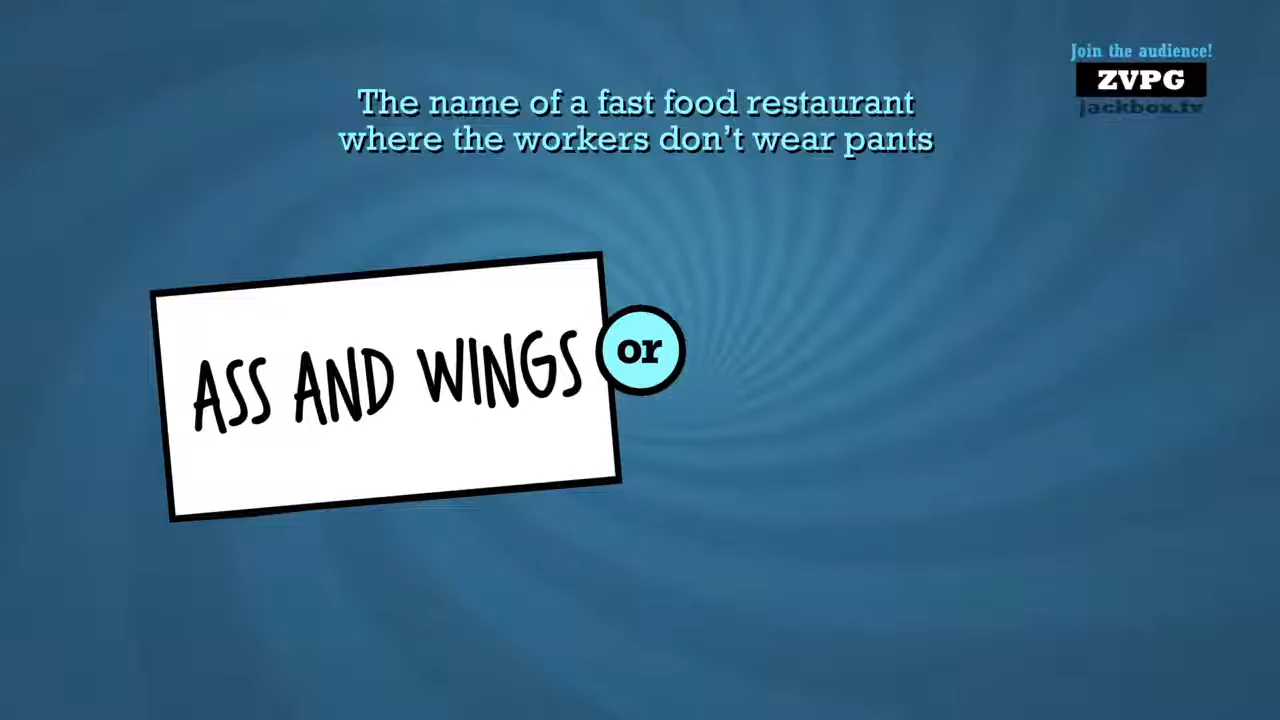 Join the audience!
ZVPG
jackbox.tv
The name of a fast food restaurant
where the workers don't wear pants
ASS AND WINGS
or